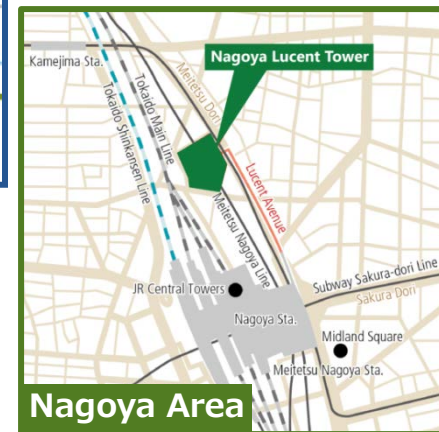 Nagoya Lucent Tower
Kamejima Sta.
Meitetsu Dori
Tokaido Main Line
Tokaido Shinkansen Line
Lucent Avenue
Meitetsu Nagoya Line
Subway Sakura-dori Line
Sakura Dori
JR Central Towers
Nagoya Sta.
Midland Square
Meitetsu Nagoya Sta.
Nagoya Area